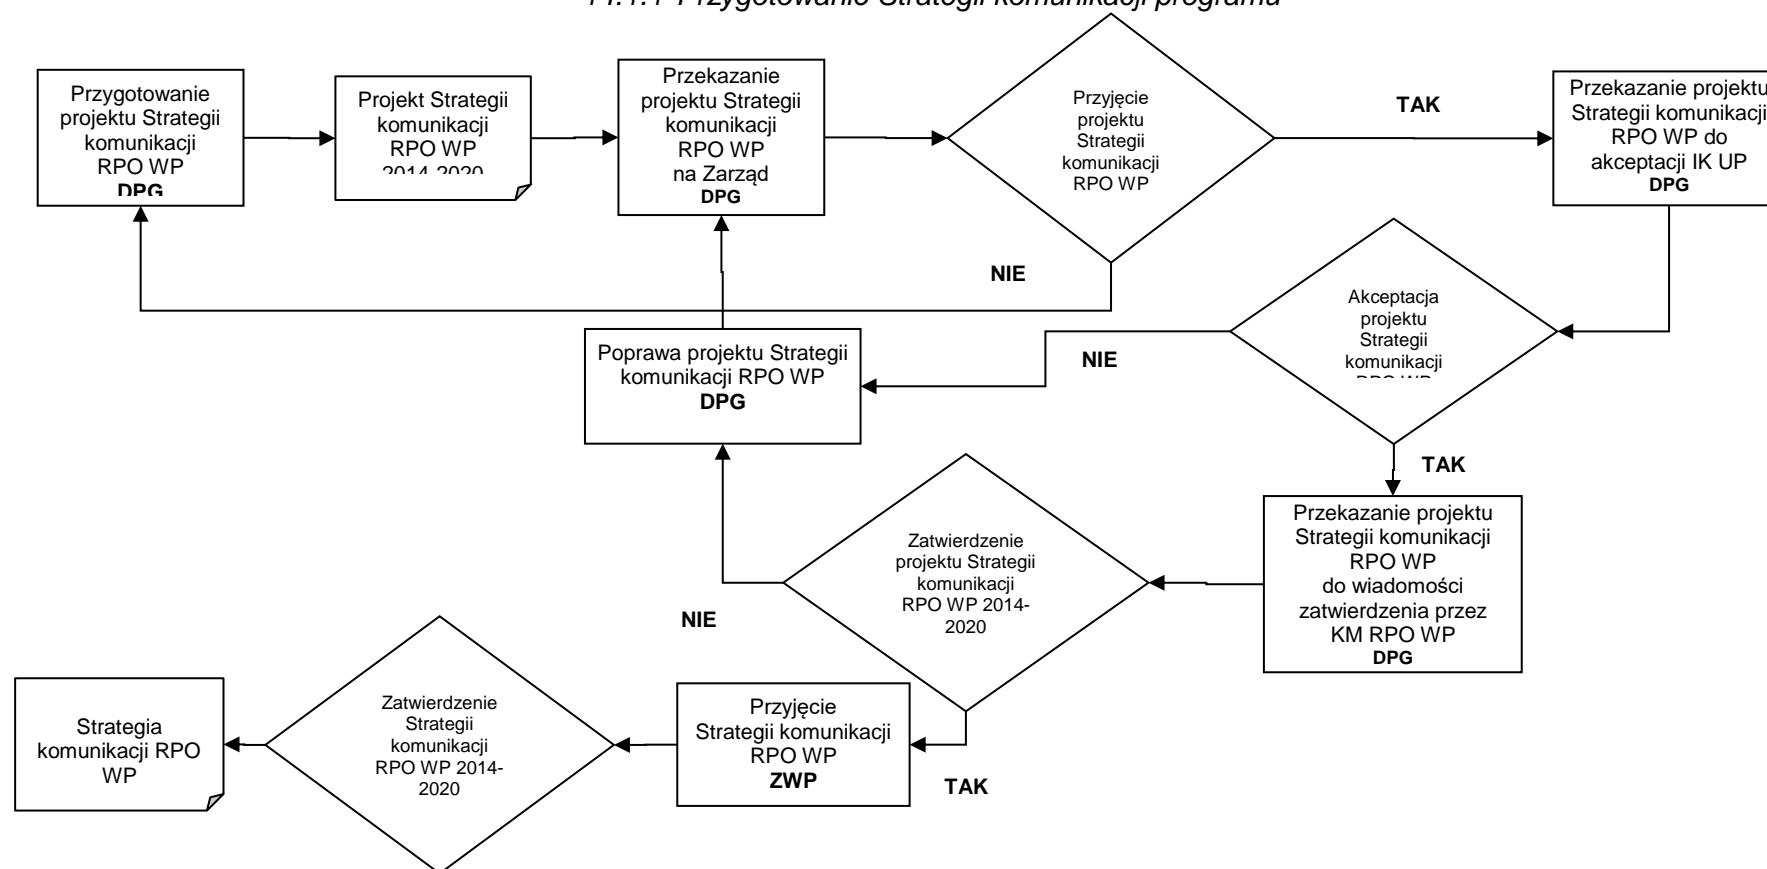 Przygotowanie Strategii komunikacji programu
Przygotowanie
projektu Strategii
komunikacji
RPO WP
DPG
Projekt Strategii
komunikacji
RPO WP
2014-2020
Przekazanie
projektu Strategii
komunikacji
RPO WP
na Zarząd
DPG
Przyjęcie
projektu
Strategii
komunikacji
RPO WP
TAK
Przekazanie projektu
Strategii komunikacji
RPO WP do
akceptacji IK UP
DPG
NIE
Akceptacja
projektu
Strategii
komunikacji
RPO WP
NIE
Poprawa projektu Strategii
komunikacji RPO WP
DPG
TAK
Przekazanie projektu
Strategii komunikacji
RPO WP
do wiadomości
zatwierdzenia przez
KM RPO WP
DPG
Zatwierdzenie
projektu Strategii
komunikacji
RPO WP 2014-
2020
NIE
TAK
Przyjęcie
Strategii komunikacji
RPO WP
ZWP
Zatwierdzenie
Strategii
komunikacji
RPO WP 2014-
2020
Strategia
komunikacji RPO
WP